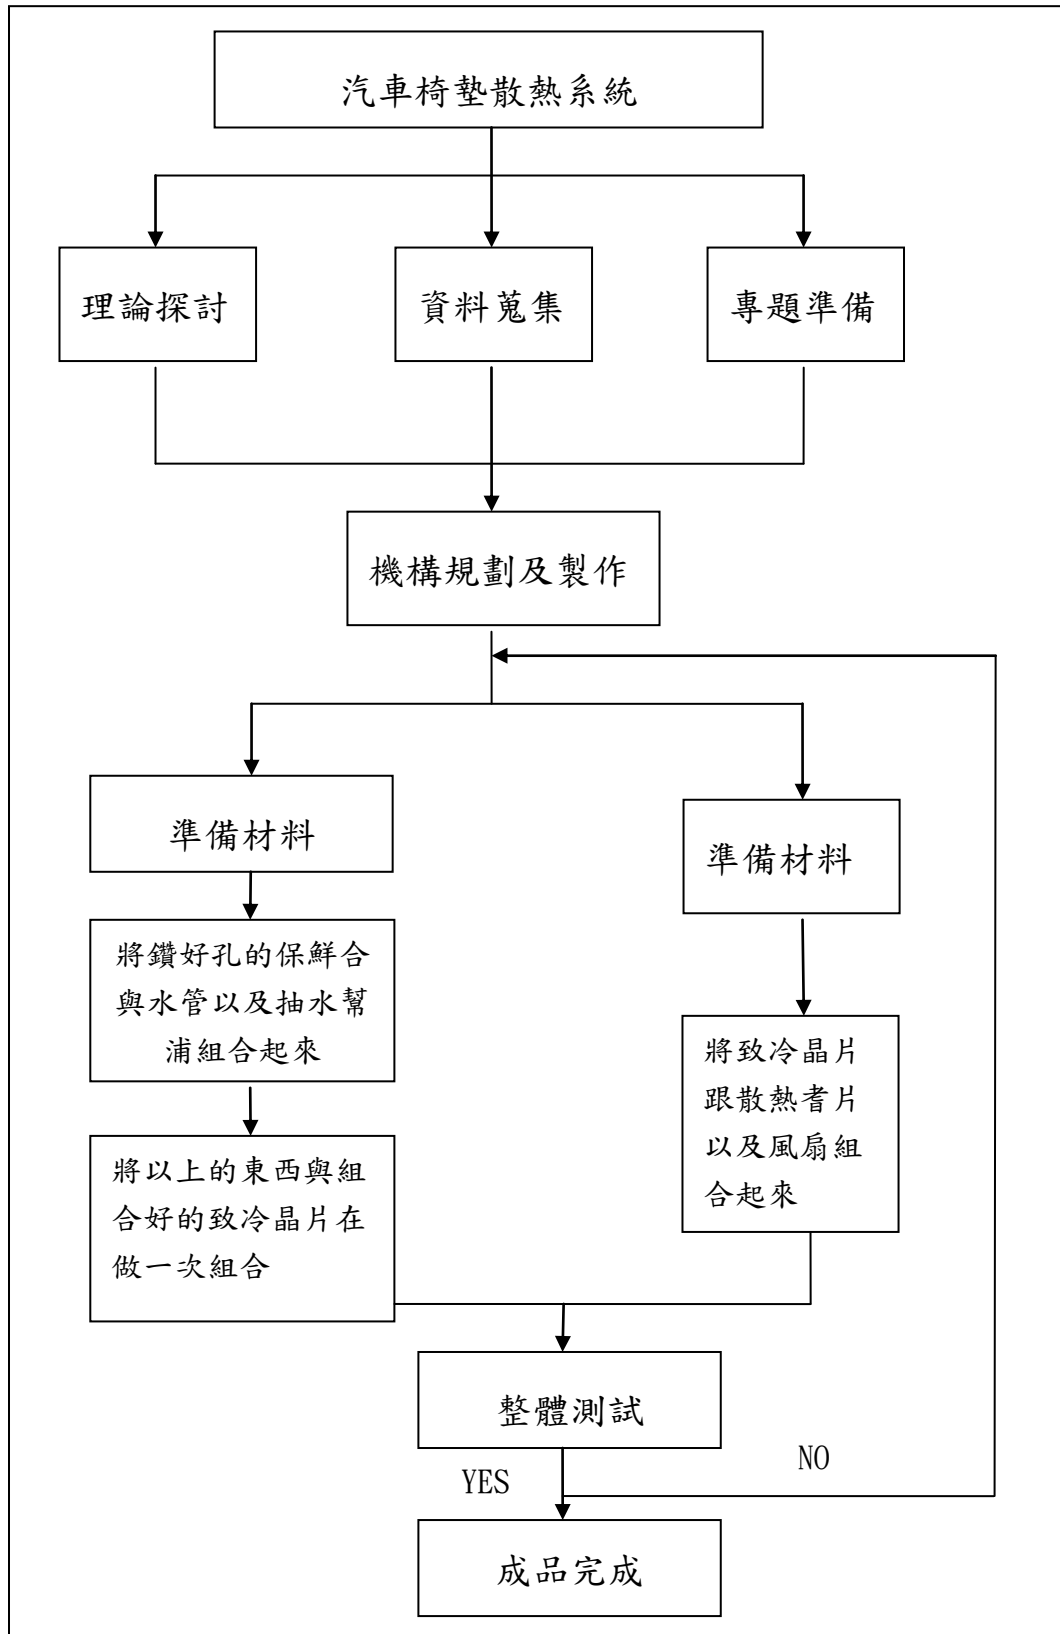 汽車椅墊散熱系統
理論探討
資料蒐集
專題準備
機構規劃及製作
準備材料
準備材料
將鑽好孔的保鮮合
與水管以及抽水幫
浦組合起來
將致冷晶片
跟散熱耆片
以及風扇組
合起來
將以上的東西與組
合好的致冷晶片在
做一次組合
整體測試
YES
NO
成品完成